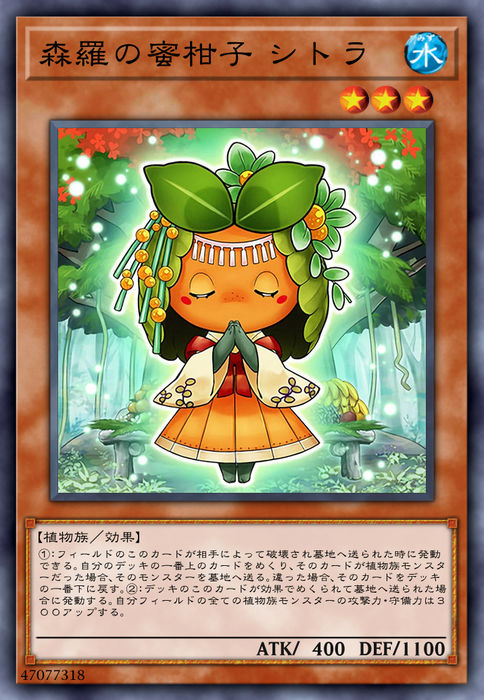 森羅の蜜柑子 シトラ
みず
水
【植物族／効果】
①：フィールドのこのカードが相手によって破壊され墓地へ送られた時に発動
できる。自分のデッキの一番上のカードをめくり、そのカードが植物族モンスタ
ーだった場合、そのモンスターを墓地へ送る。違った場合、そのカードをデッキ
の一番下に戻す。②：デッキのこのカードが効果でめくられて墓地へ送られた場
合に発動する。自分フィールドの全ての植物族モンスターの攻撃力・守備力は３
００アップする。
ATK/ 400 DEF/1100
47077318